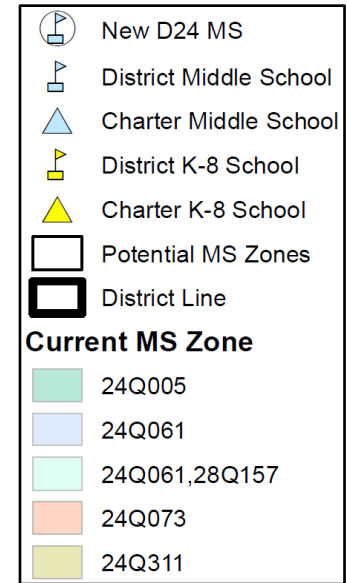 New D24 MS
District Middle School
Charter Middle School
District K-8 School
Charter K-8 School
Potential MS Zones
District Line
Current MS Zone
24Q005
24Q061
24Q061,28Q157
24Q073
24Q311